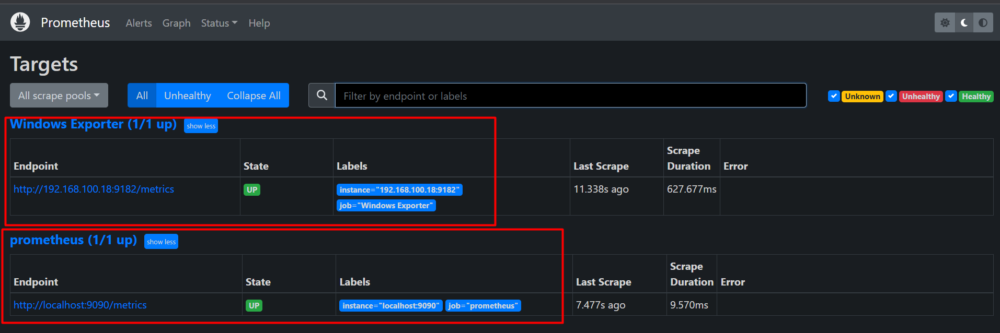 Prometheus Alerts Graph Status Help
Targets
All scrape pools All Unhealthy Collapse All Filter by endpoint or labels Unknown Unhealthy Healthy
Windows Exporter (1/1 up) show less
Endpoint State Labels Last Scrape Scrape Duration Error
http://192.168.100.18:9182/metrics UP instance="192.168.100.18:9182" 11.338s ago 627.677ms
job="Windows Exporter"
prometheus (1/1 up) show less
Endpoint State Labels Last Scrape Scrape Duration Error
http://localhost:9090/metrics UP instance="localhost:9090" job="prometheus" 7.477s ago 9.570ms